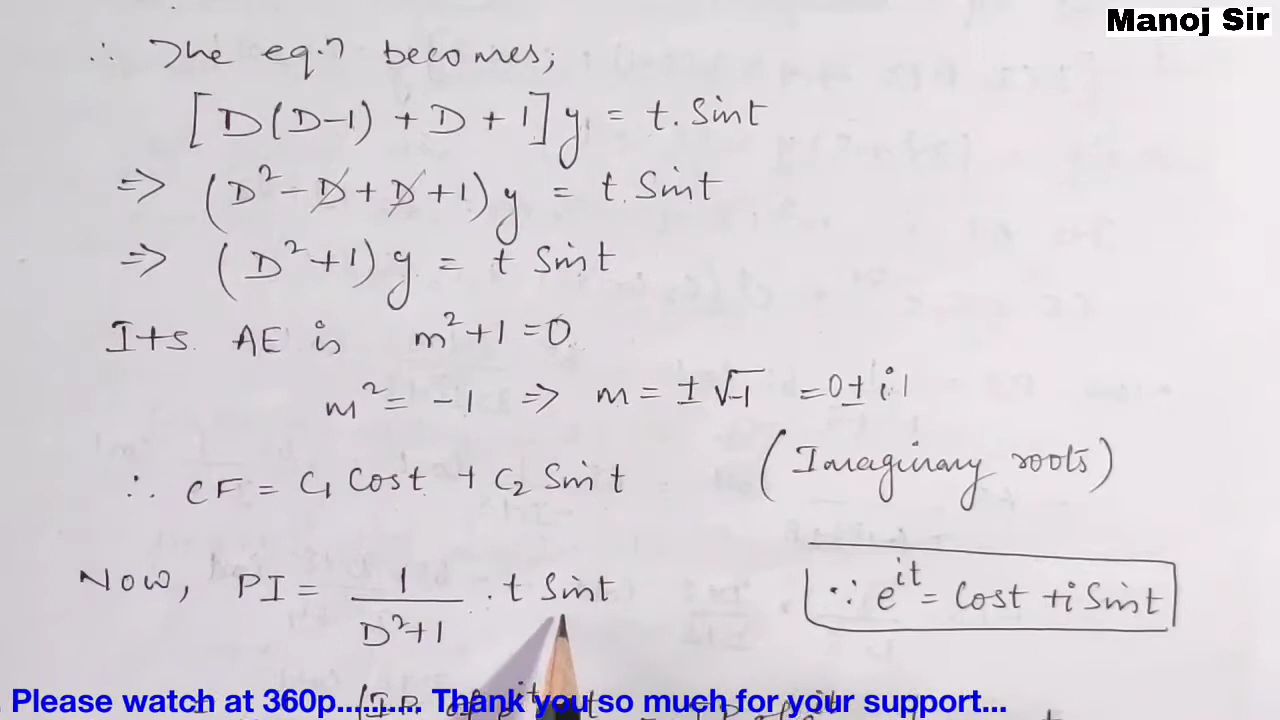 Manoj Sir
∴ The eq.n becomes;
[D(D-1) + D + 1] y = t. Sint
=> (D² - D + D + 1) y = t. Sint
=> (D² + 1) y = t Sint
Its AE is m² + 1 = 0
m² = -1 => m = ± √-1 = 0 ± i 1
(Imaginary roots)
∴ CF = C₁ Cost + C₂ Sint
Now, PI = 1/(D²+1) . t Sint
∵ e^it = Cost + i Sint
Please watch at 360p.......... Thank you so much for your support...